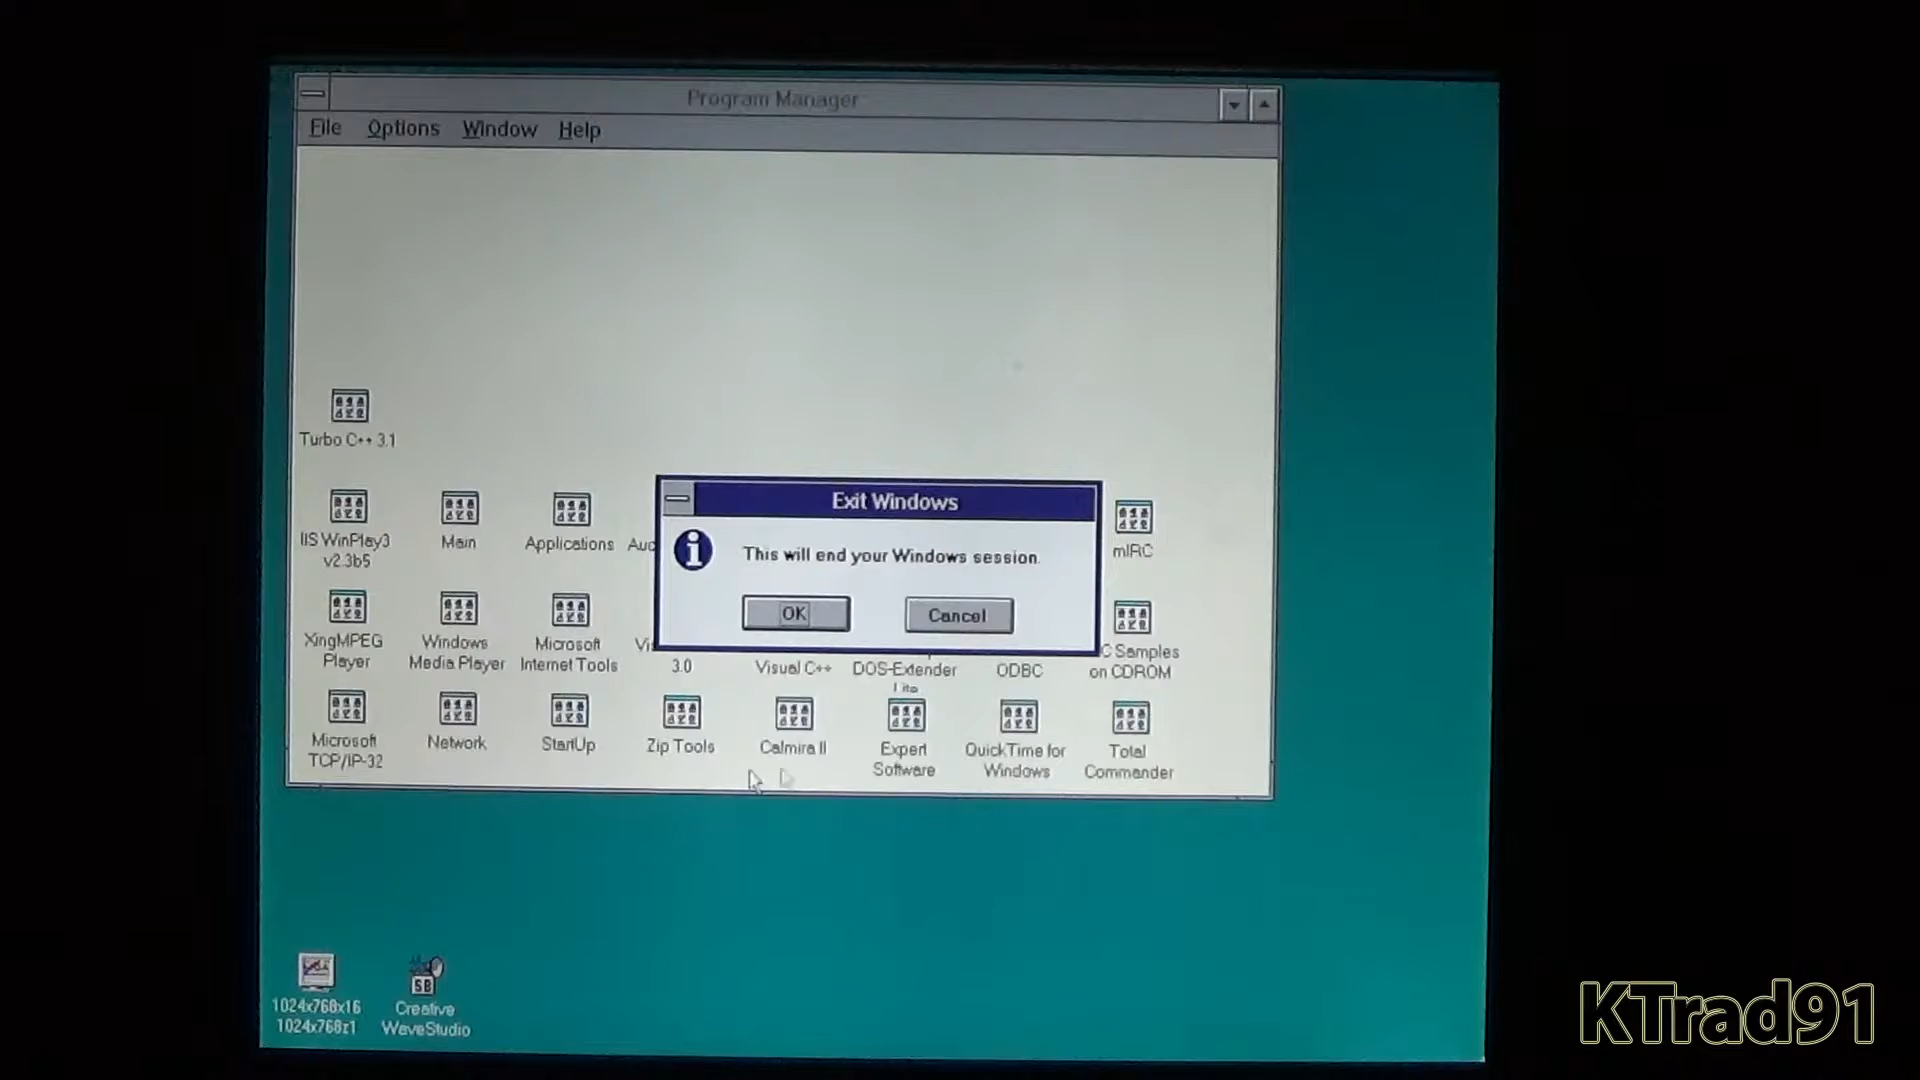 Program Manager
File Options Window Help
Turbo C++ 3.1
Exit Windows
This will end your Windows session.
OK Cancel
IIS WinPlay3
v2.3b5
Main
Applications
mIRC
XingMPEG
Player
Windows
Media Player
Microsoft
Internet Tools
3.0
Visual C++
DOS-Extender
Lite
ODBC
C Samples
on CDROM
Microsoft
TCP/IP-32
Network
StartUp
Zip Tools
Calmira II
Expert
Software
QuickTime for
Windows
Total
Commander
SB
1024x768x16
1024x768z1
Creative
WaveStudio
KTrad91